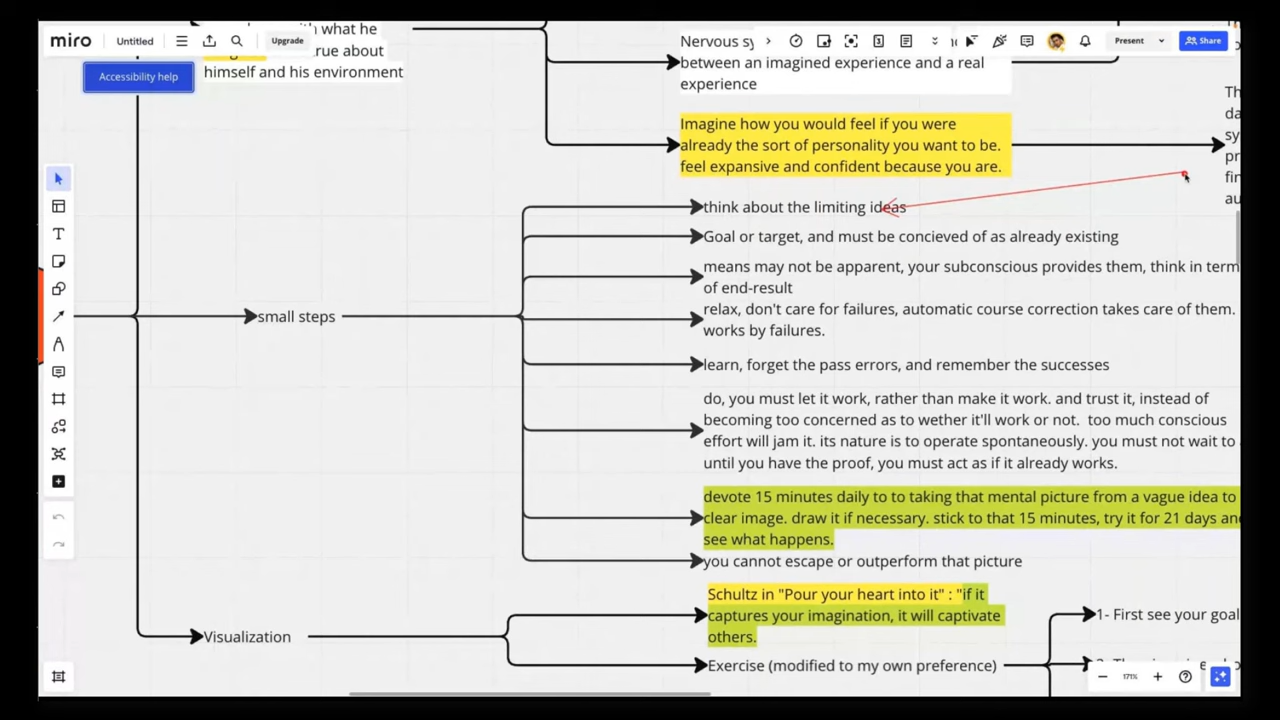 miro
Untitled
Upgrade
Present
Share
Accessibility help
with what he
true about
himself and his environment
Nervous sy
between an imagined experience and a real
experience
Imagine how you would feel if you were
already the sort of personality you want to be.
feel expansive and confident because you are.
Th
da
sy
pr
fin
au
think about the limiting ideas
Goal or target, and must be concieved of as already existing
means may not be apparent, your subconscious provides them, think in term
of end-result
relax, don't care for failures, automatic course correction takes care of them.
works by failures.
small steps
learn, forget the pass errors, and remember the successes
do, you must let it work, rather than make it work. and trust it, instead of
becoming too concerned as to wether it'll work or not. too much conscious
effort will jam it. its nature is to operate spontaneously. you must not wait to
until you have the proof, you must act as if it already works.
devote 15 minutes daily to to taking that mental picture from a vague idea to
clear image. draw it if necessary. stick to that 15 minutes, try it for 21 days and
see what happens.
you cannot escape or outperform that picture
Visualization
Schultz in "Pour your heart into it" : "if it
captures your imagination, it will captivate
others.
1- First see your goal
Exercise (modified to my own preference)
171%